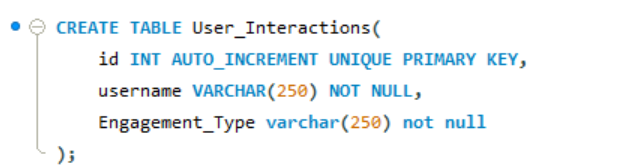 CREATE TABLE User_Interactions(
id INT AUTO_INCREMENT UNIQUE PRIMARY KEY,
username VARCHAR(250) NOT NULL,
Engagement_Type varchar(250) not null
);